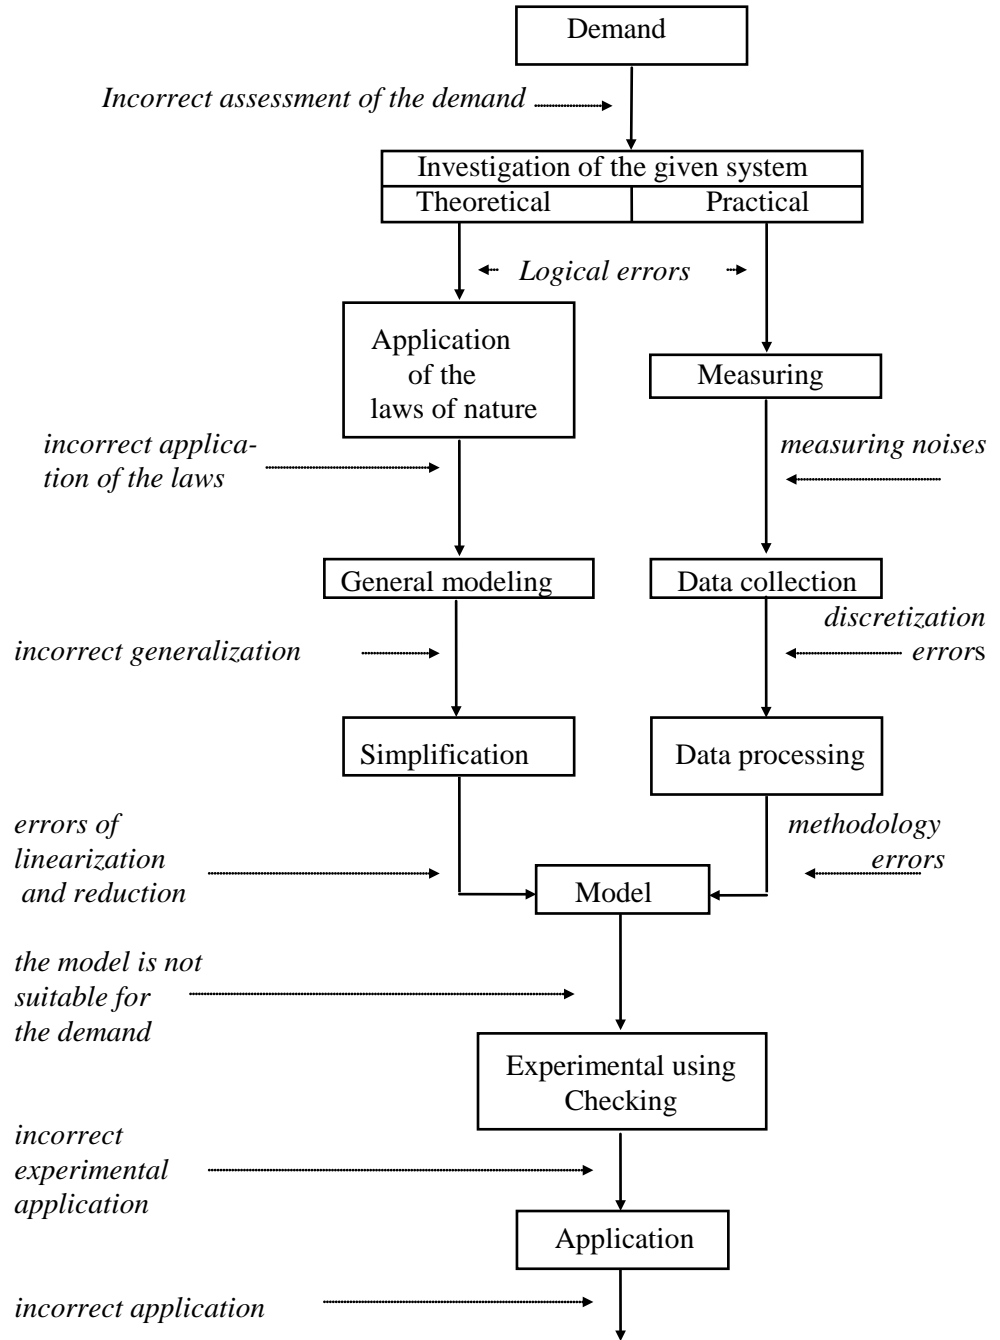 Demand
Incorrect assessment of the demand
Investigation of the given system
Theoretical
Practical
Logical errors
Application
of the
laws of nature
Measuring
incorrect applica-
tion of the laws
measuring noises
General modeling
Data collection
incorrect generalization
discretization
errors
Simplification
Data processing
errors of
linearization
and reduction
methodology
errors
Model
the model is not
suitable for
the demand
Experimental using
Checking
incorrect
experimental
application
Application
incorrect application